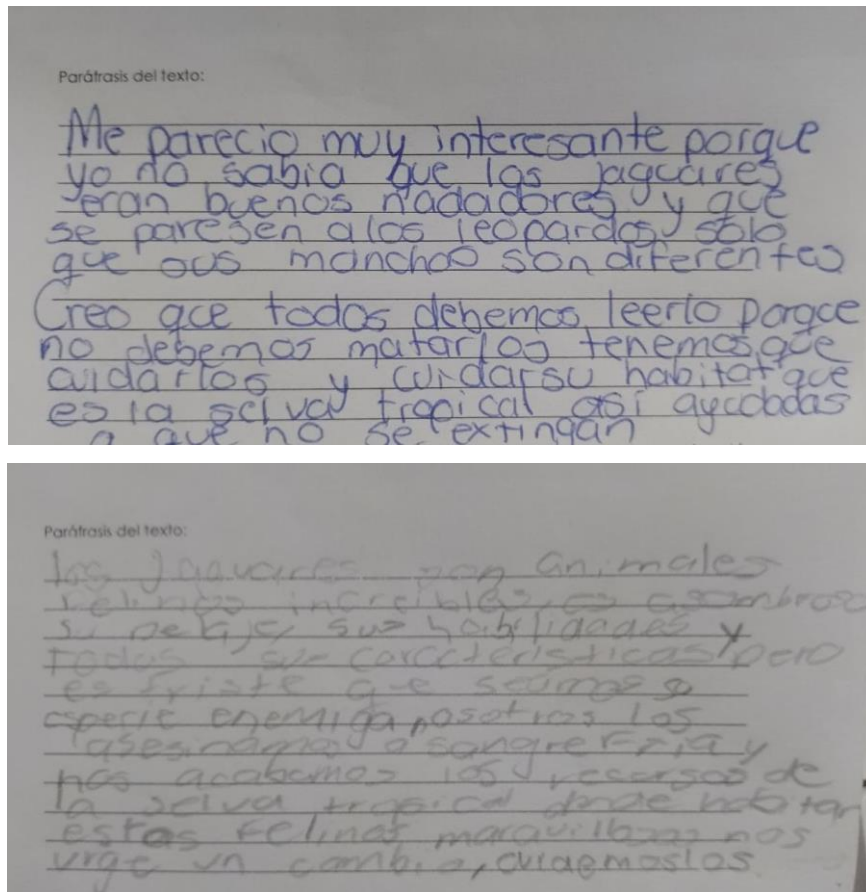 Paráfrasis del texto:
Me parecio muy interesante porque
yo no sabia que los jaguares
eran buenos nadadores y que
se paresen alos leopardos solo
que sus manchas son diferentes
Creo que todos debemos leerlo porqce
no debemos matarlos tenemos que
cuidarlos y cuidarsu habitat que
es la selva tropical asi aycobdas
a que no se extingan
Paráfrasis del texto:
los Jaguares son animales
felinos increibles, es asombroso
su pelaje, sus habilidades y
todas sus caracteristicas pero
es triste que seamos su
especie enemiga, nosotros los
asesinamos a sangre Fria y
nos acabamos los recursos de
la selva tropical donde habitan
estos felinos maravillosos nos
urge un cambio, cuidemoslos